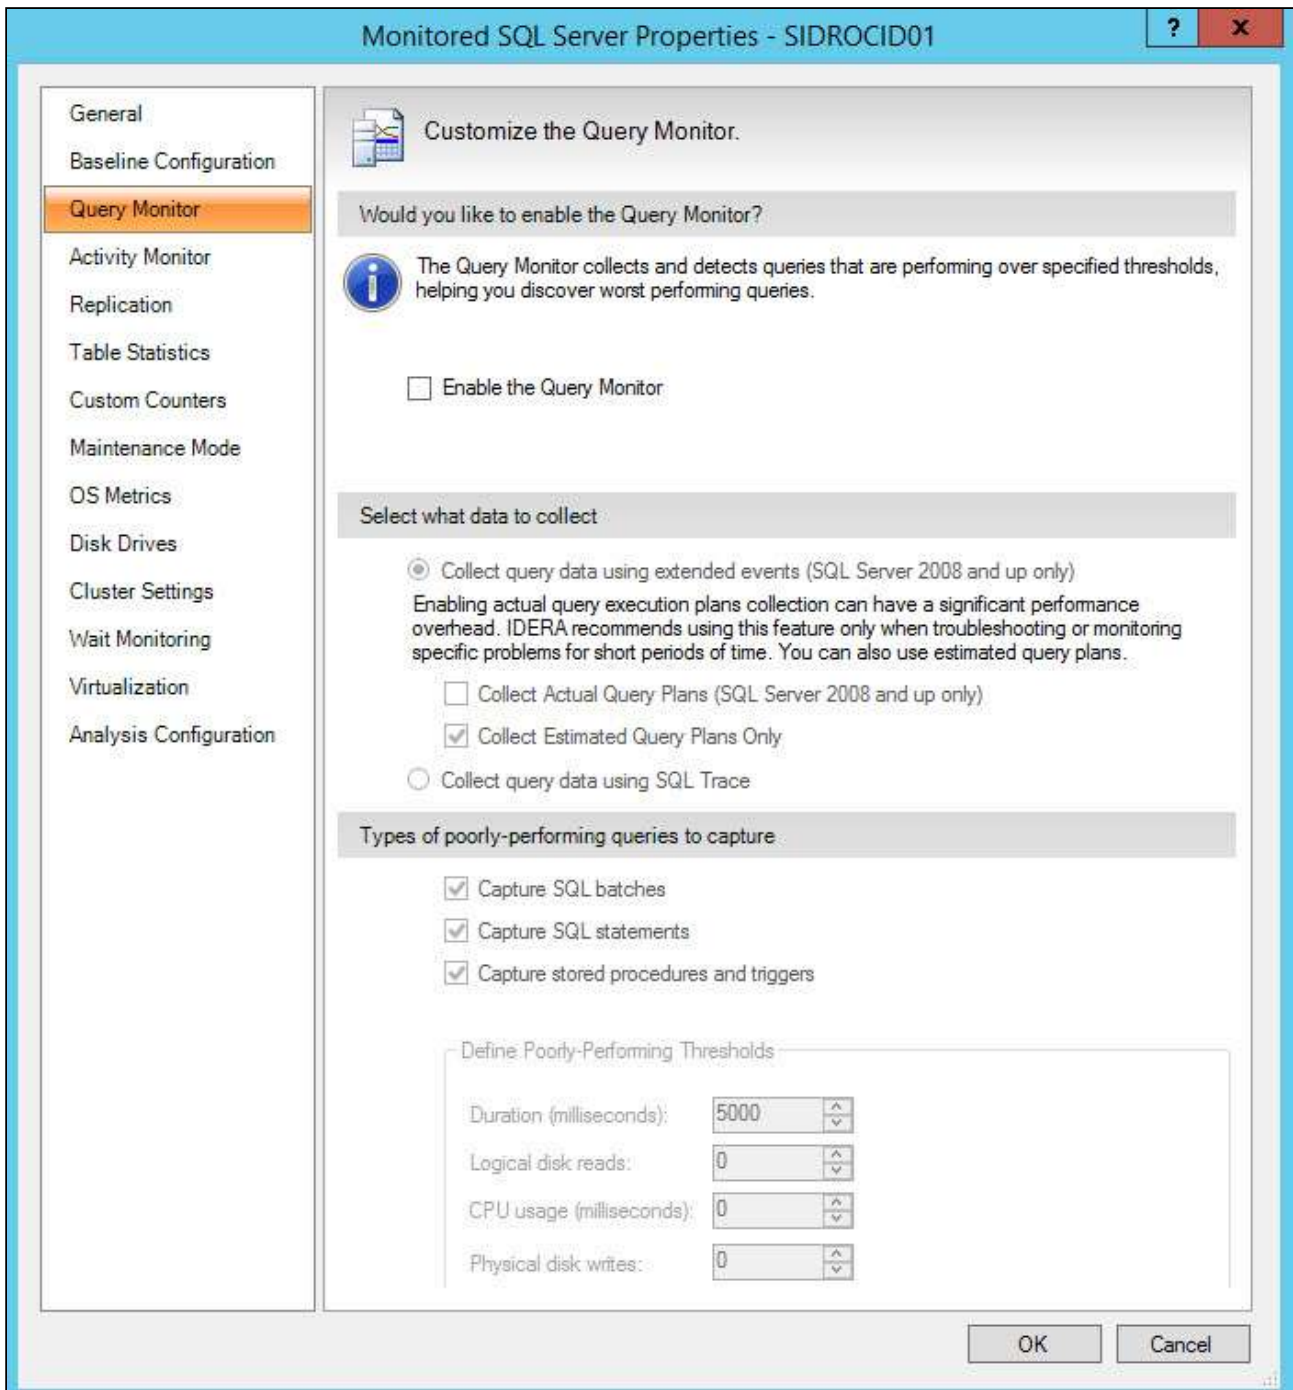 Monitored SQL Server Properties - SIDROCID01
?
x
General
Baseline Configuration
Query Monitor
Activity Monitor
Replication
Table Statistics
Custom Counters
Maintenance Mode
OS Metrics
Disk Drives
Cluster Settings
Wait Monitoring
Virtualization
Analysis Configuration
Customize the Query Monitor.
Would you like to enable the Query Monitor?
The Query Monitor collects and detects queries that are performing over specified thresholds,
helping you discover worst performing queries.
Enable the Query Monitor
Select what data to collect
Collect query data using extended events (SQL Server 2008 and up only)
Enabling actual query execution plans collection can have a significant performance
overhead. IDERA recommends using this feature only when troubleshooting or monitoring
specific problems for short periods of time. You can also use estimated query plans.
Collect Actual Query Plans (SQL Server 2008 and up only)
Collect Estimated Query Plans Only
Collect query data using SQL Trace
Types of poorly-performing queries to capture
Capture SQL batches
Capture SQL statements
Capture stored procedures and triggers
Define Poorly-Performing Thresholds
Duration (milliseconds): 5000
Logical disk reads: 0
CPU usage (milliseconds): 0
Physical disk writes: 0
OK
Cancel